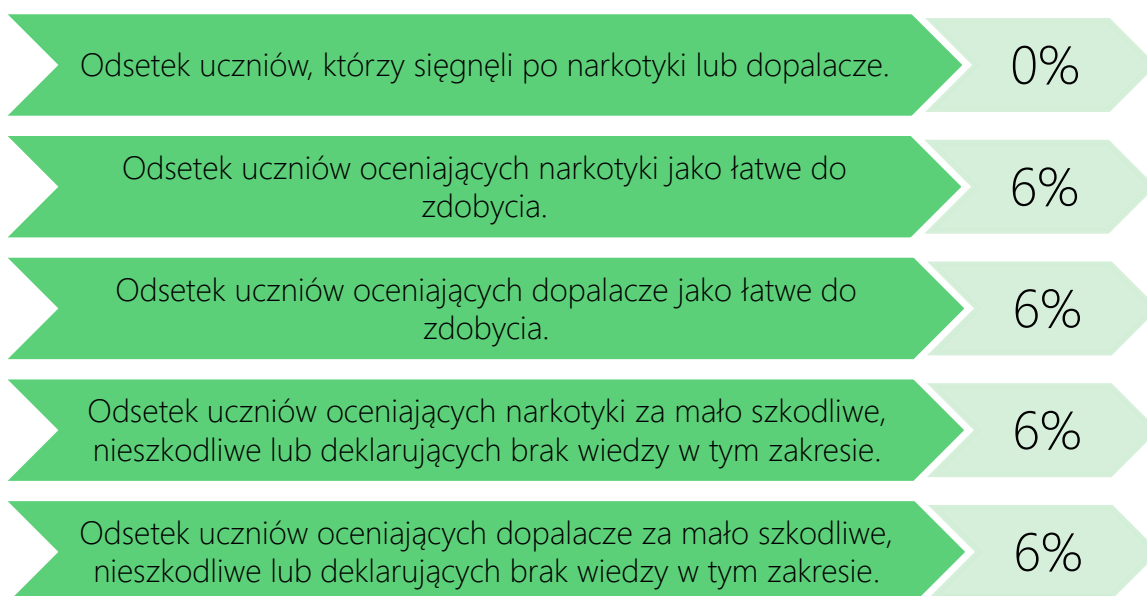 Odsetek uczniów, którzy sięgnęli po narkotyki lub dopalacze.
0%
Odsetek uczniów oceniających narkotyki jako łatwe do
zdobycia.
6%
Odsetek uczniów oceniających dopalacze jako łatwe do
zdobycia.
6%
Odsetek uczniów oceniających narkotyki za mało szkodliwe,
nieszkodliwe lub deklarujących brak wiedzy w tym zakresie.
6%
Odsetek uczniów oceniających dopalacze za mało szkodliwe,
nieszkodliwe lub deklarujących brak wiedzy w tym zakresie.
6%